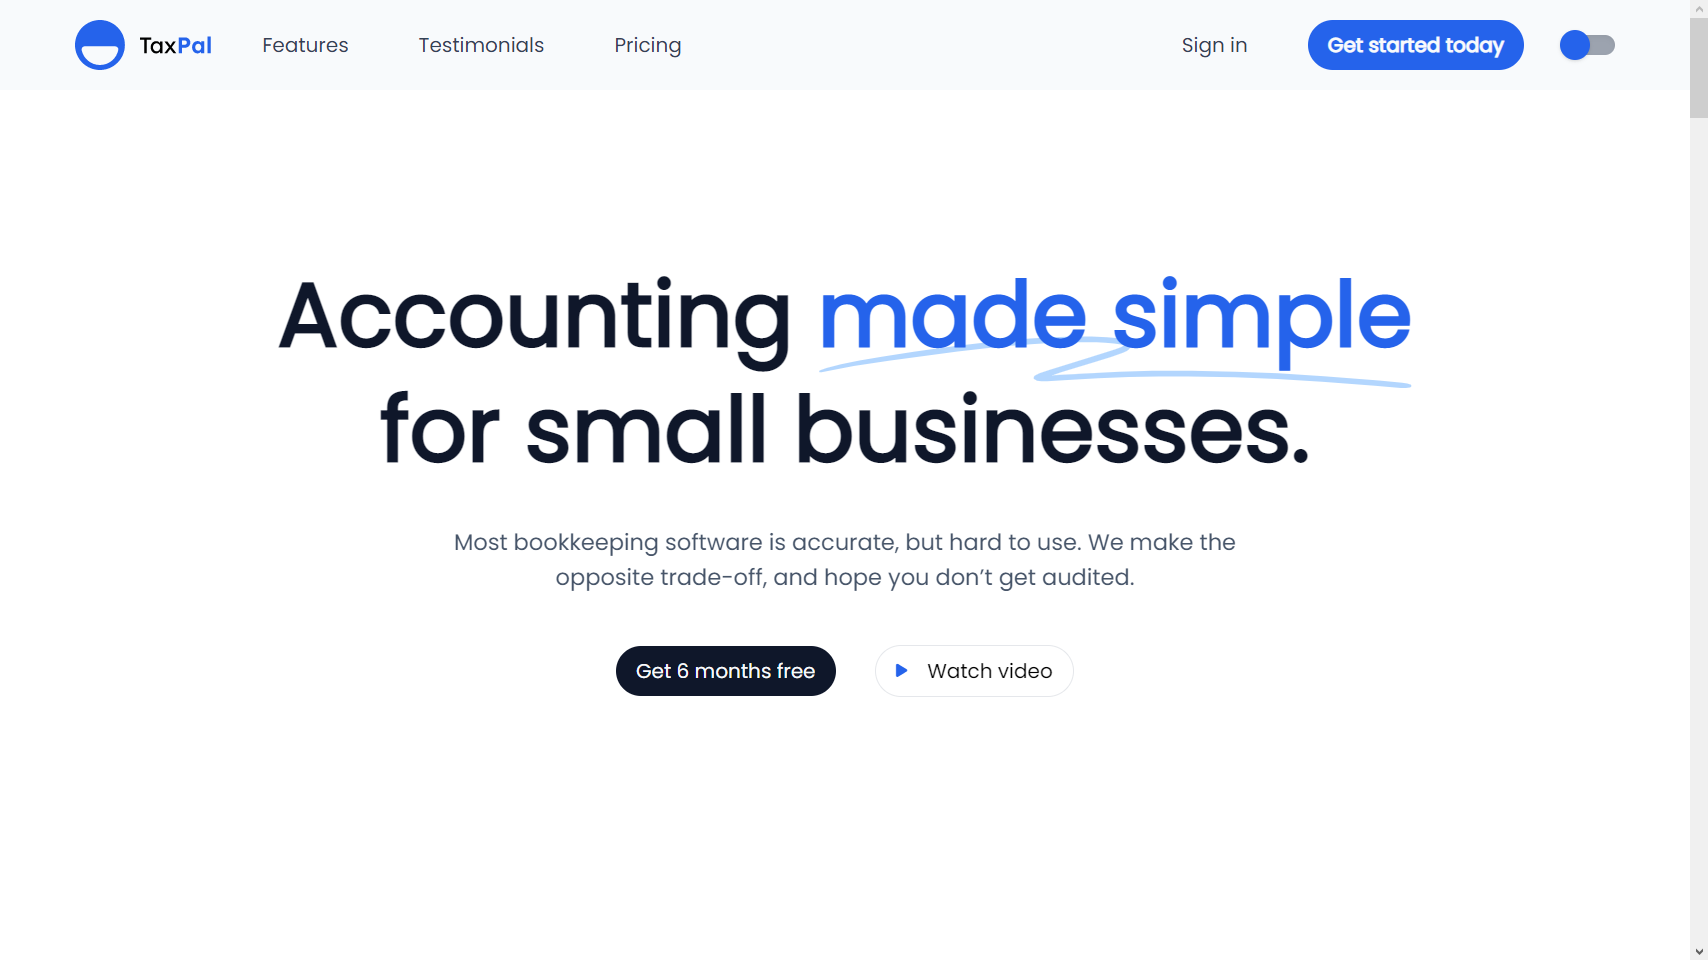 TaxPal
Features
Testimonials
Pricing
Sign in
Get started today
Accounting made simple
for small businesses.
Most bookkeeping software is accurate, but hard to use. We make the
opposite trade-off, and hope you don’t get audited.
Get 6 months free
Watch video